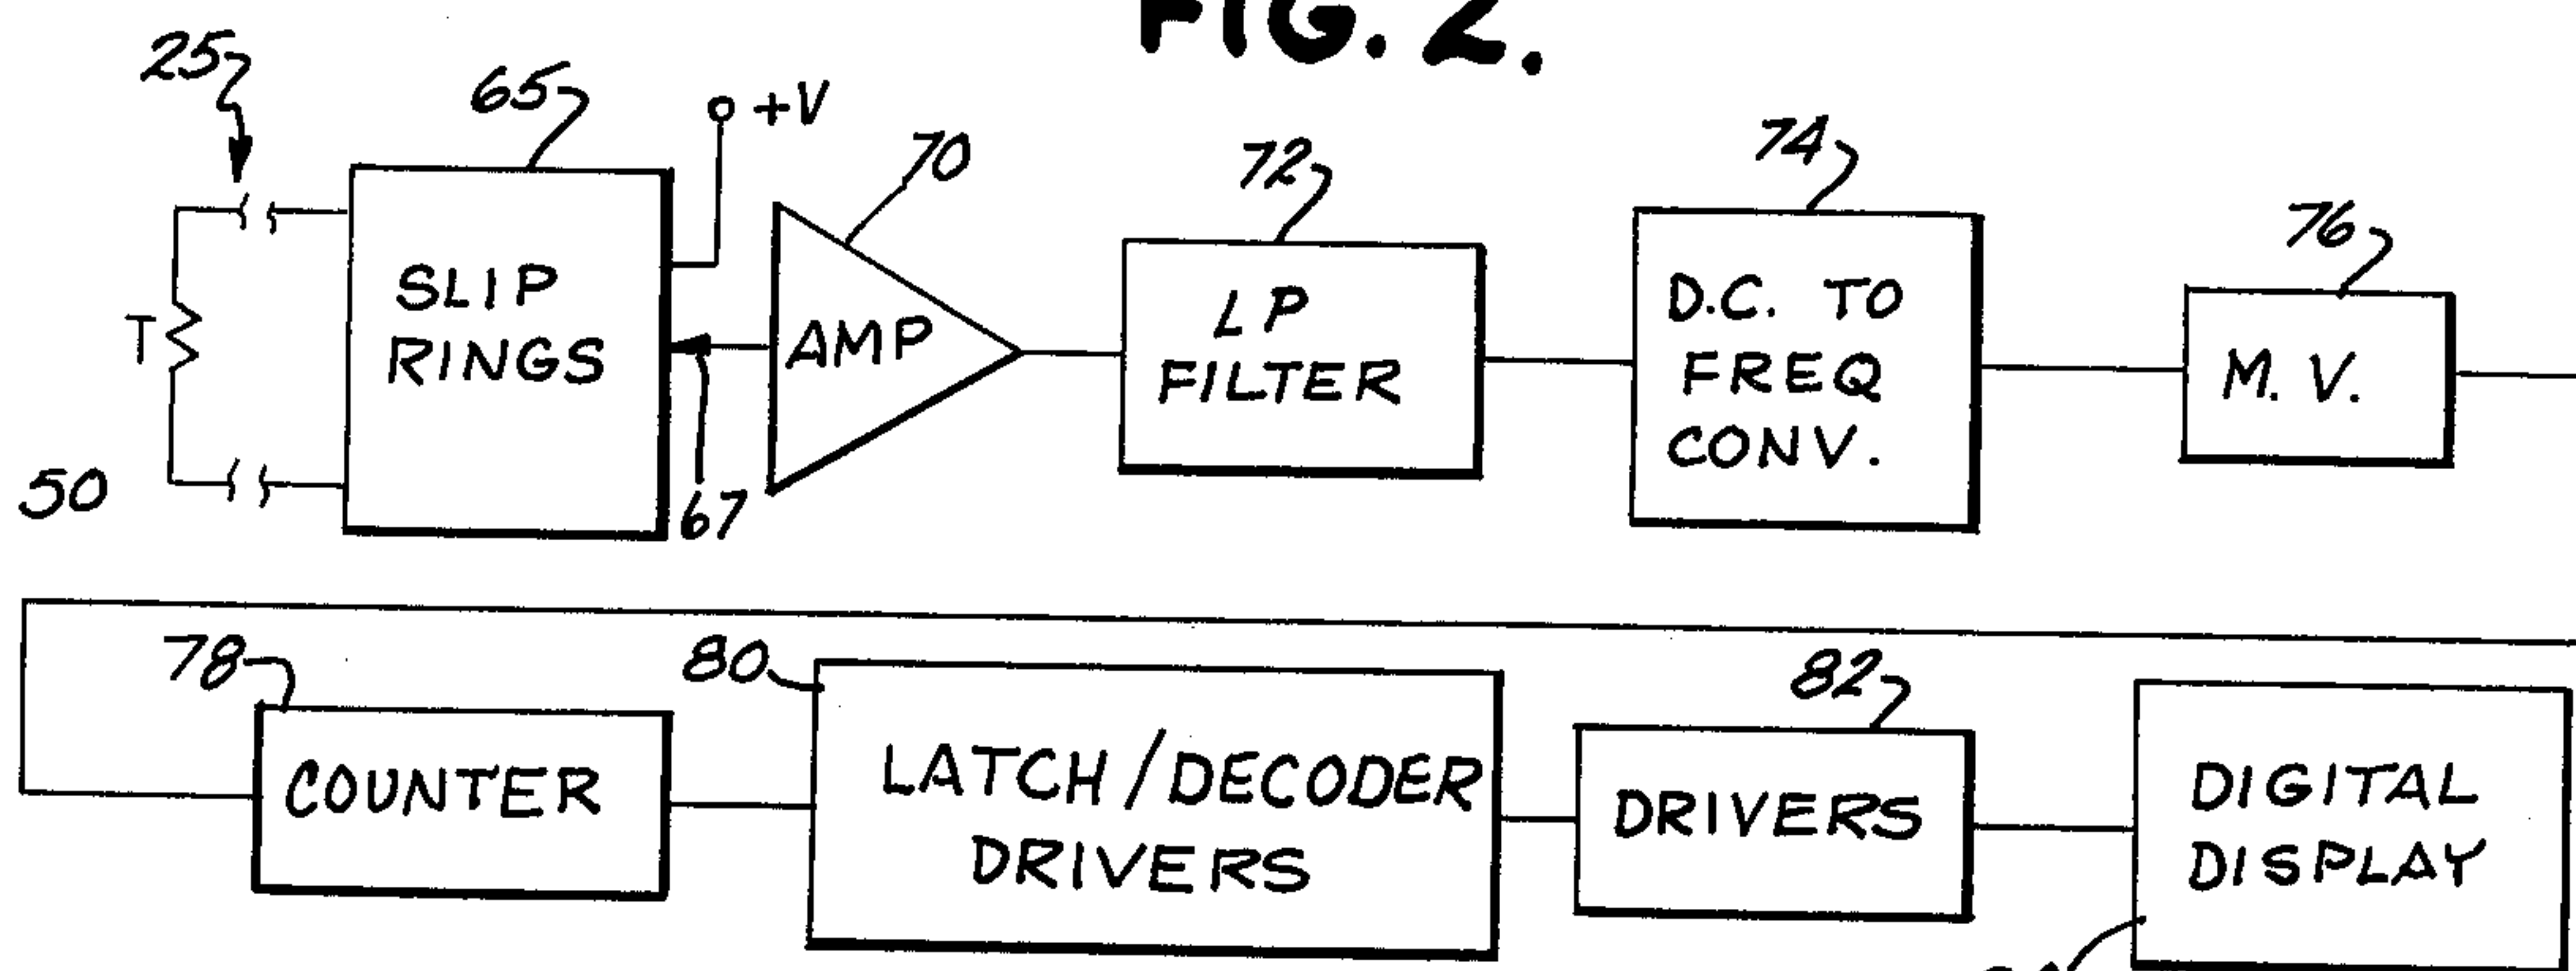 FIG. 2.
25
65
+V
70
72
74
76
T
SLIP
RINGS
AMP
LP
FILTER
D.C. TO
FREQ
CONV.
M. V.
50
67
78
80
82
COUNTER
LATCH/DECODER
DRIVERS
DRIVERS
DIGITAL
DISPLAY